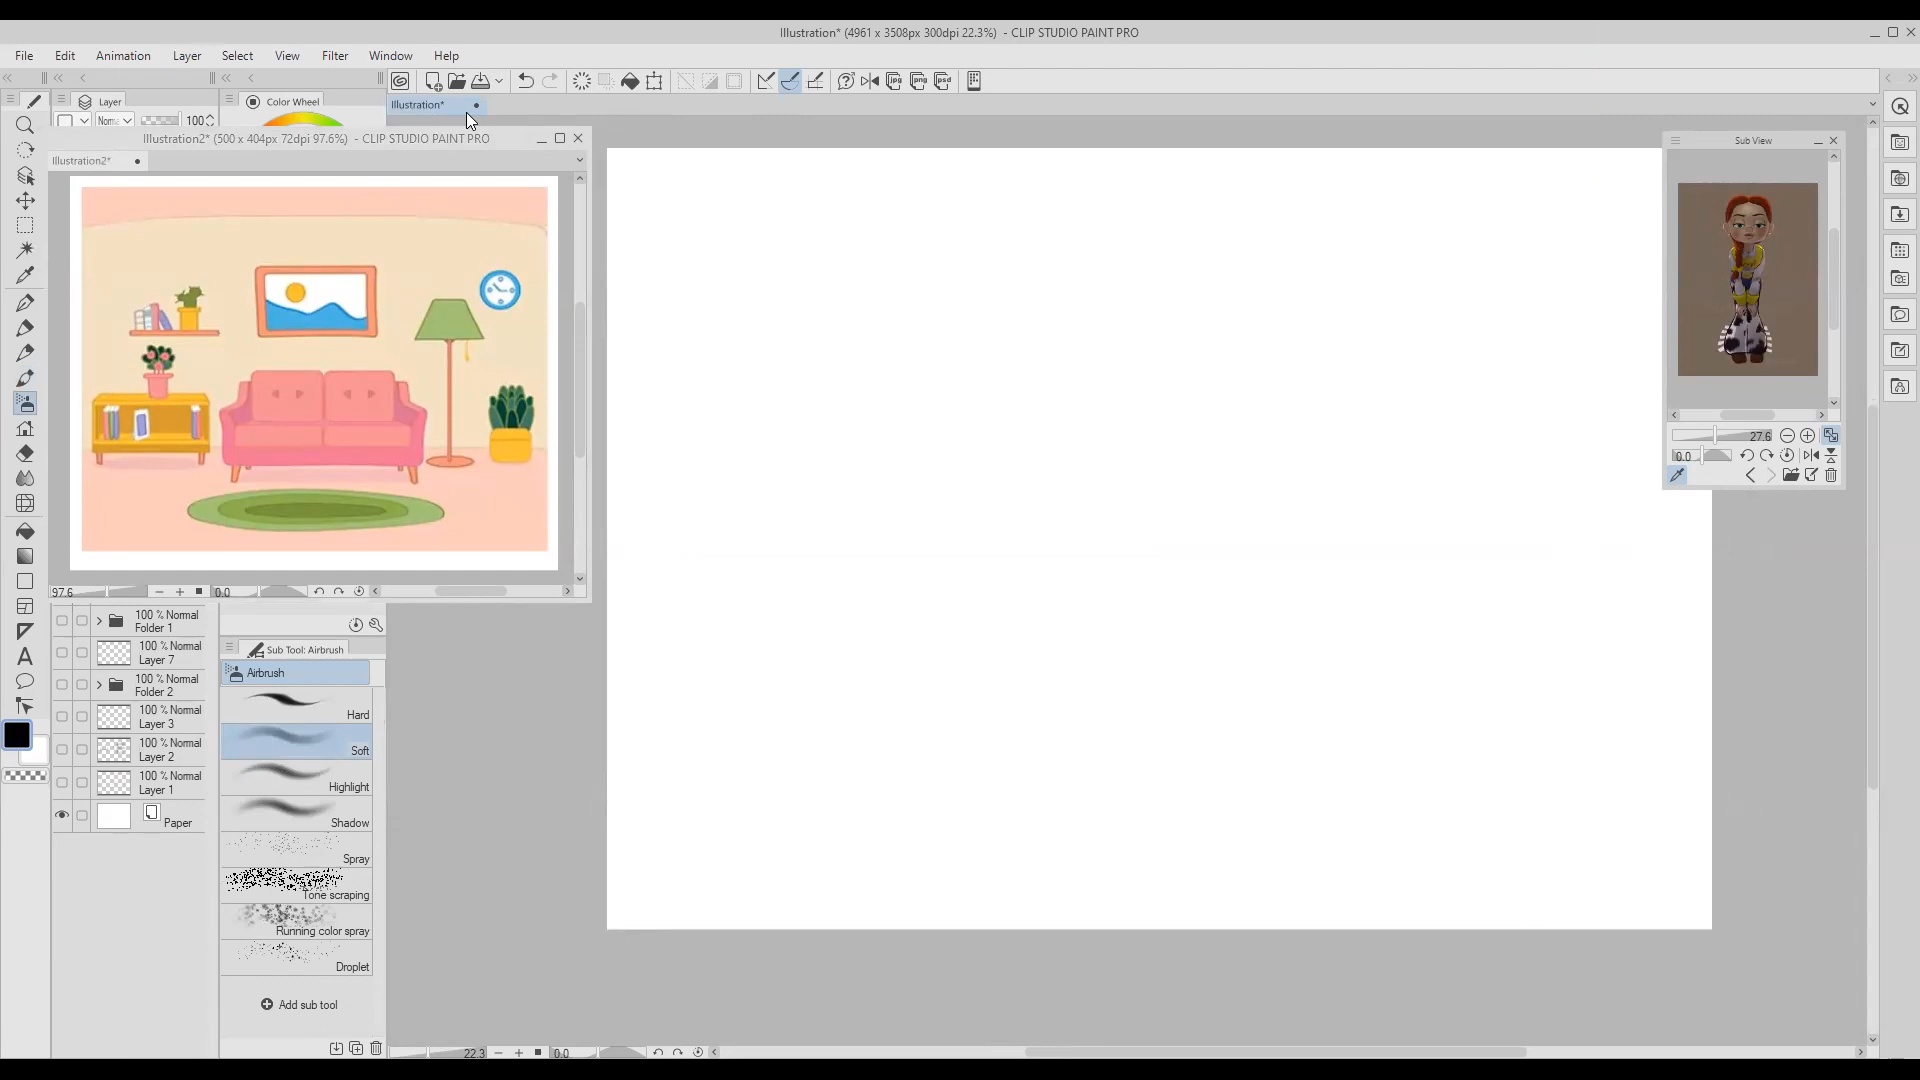 Illustration* (4961 x 3508px 300dpi 22.3%) - CLIP STUDIO PAINT PRO
File Edit Animation Layer Select View Filter Window Help
Layer
Color Wheel
Illustration*
100
Illustration2* (500 x 404px 72dpi 97.6%) - CLIP STUDIO PAINT PRO
Illustration2*
Sub View
27.6
0.0
97.6
0.0
100 % Normal
Folder 1
100 % Normal
Layer 7
100 % Normal
Folder 2
100 % Normal
Layer 3
100 % Normal
Layer 2
100 % Normal
Layer 1
Paper
Sub Tool: Airbrush
Airbrush
Hard
Soft
Highlight
Shadow
Spray
Tone scraping
Running color spray
Droplet
Add sub tool
22.3
0.0